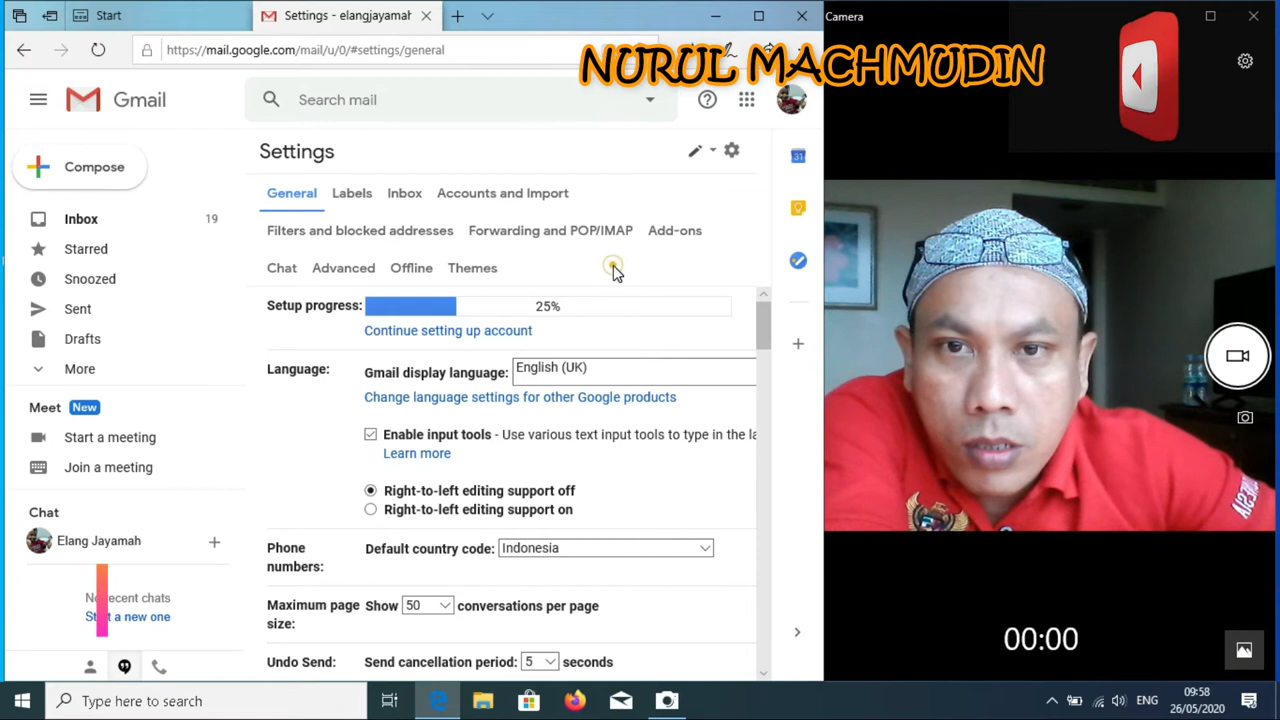 Start
Settings - elangjayamah
Camera
https://mail.google.com/mail/u/0/#settings/general
NURUL MACHMUDIN
Gmail
Search mail
Compose
Inbox 19
Starred
Snoozed
Sent
Drafts
More
Meet New
Start a meeting
Join a meeting
Chat
Elang Jayamah
No recent chats
Start a new one
Settings
General Labels Inbox Accounts and Import
Filters and blocked addresses Forwarding and POP/IMAP Add-ons
Chat Advanced Offline Themes
Setup progress: 25%
Continue setting up account
Language: Gmail display language: English (UK)
Change language settings for other Google products
Enable input tools - Use various text input tools to type in the la
Learn more
Right-to-left editing support off
Right-to-left editing support on
Phone numbers: Default country code: Indonesia
Maximum page size: Show 50 conversations per page
Undo Send: Send cancellation period: 5 seconds
31
00:00
Type here to search
ENG
09:58
26/05/2020